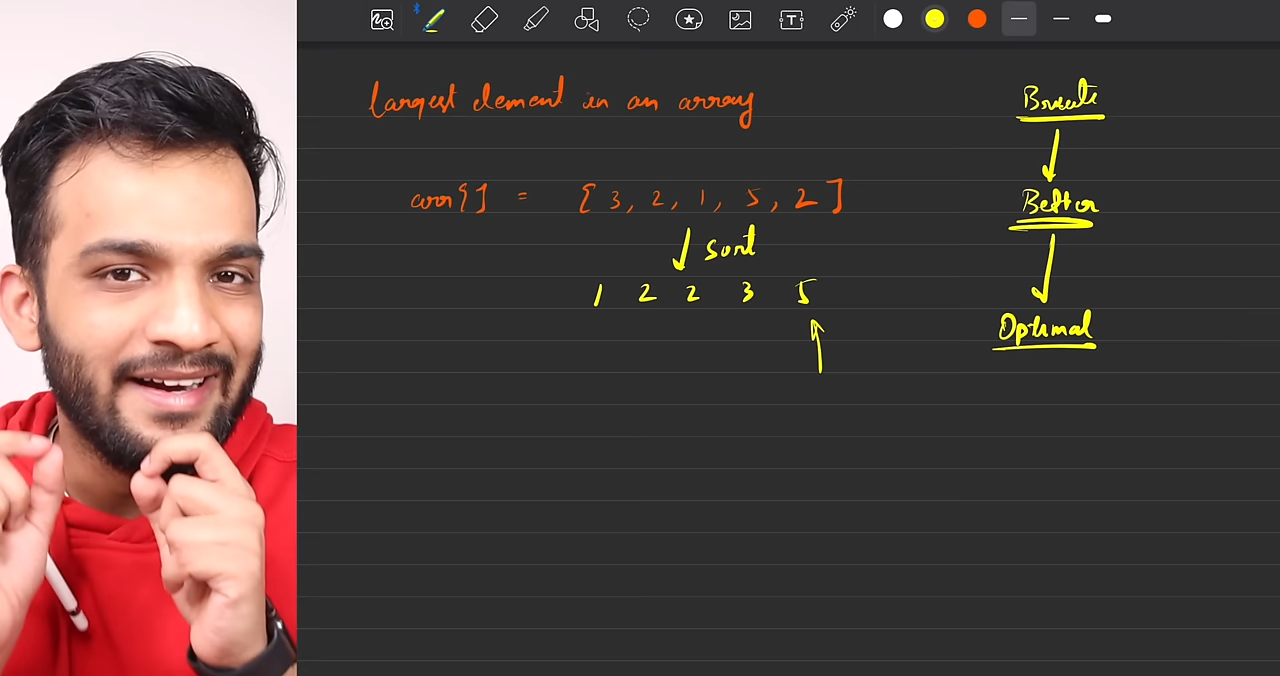 largest element in an array
arr[] = [3, 2, 1, 5, 2]
sort
1 2 2 3 5
Brute
Better
Optimal